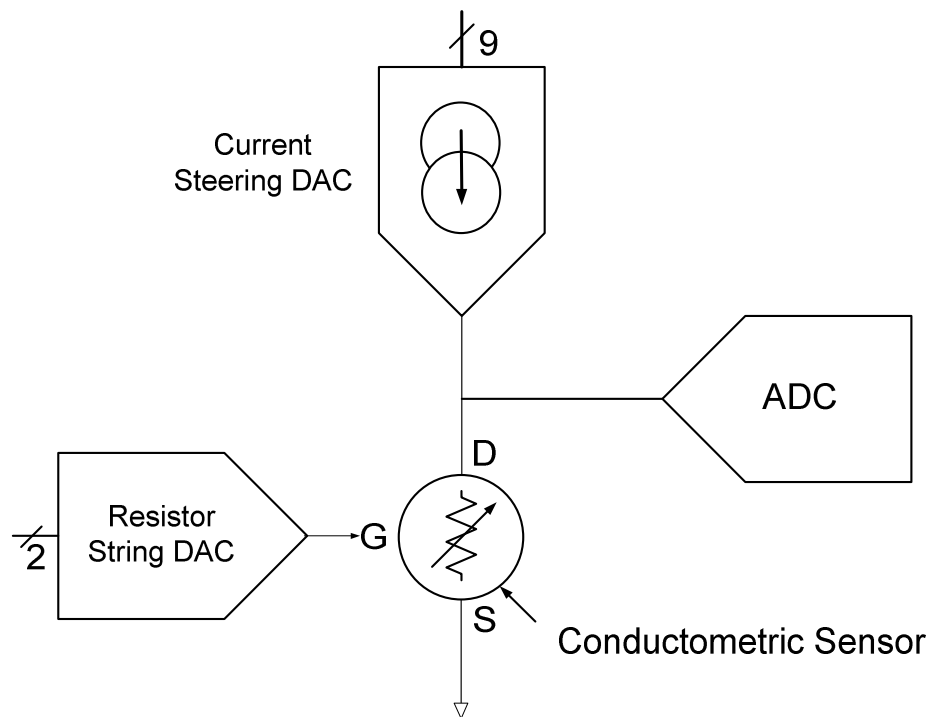 9
Current
Steering DAC
ADC
D
Resistor
String DAC
G
2
S
Conductometric Sensor